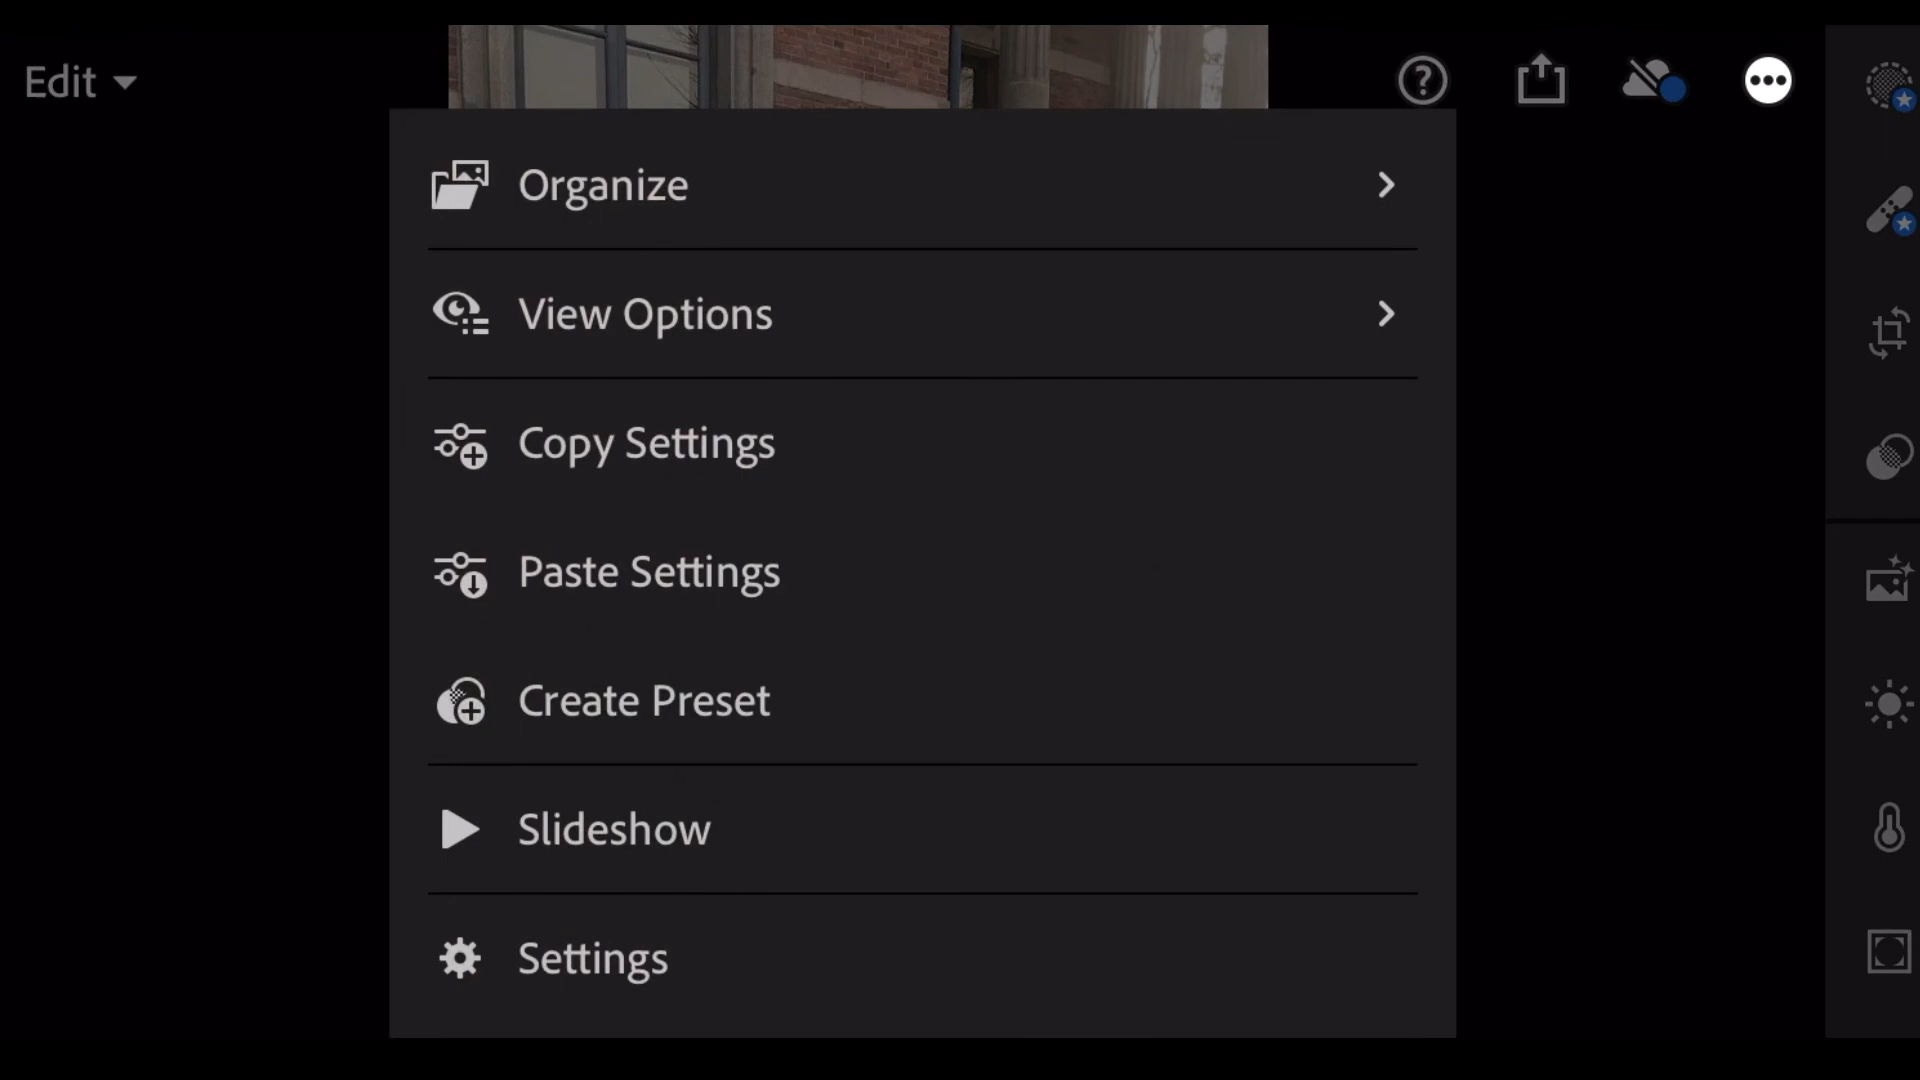 Edit
Organize
View Options
Copy Settings
Paste Settings
Create Preset
Slideshow
Settings